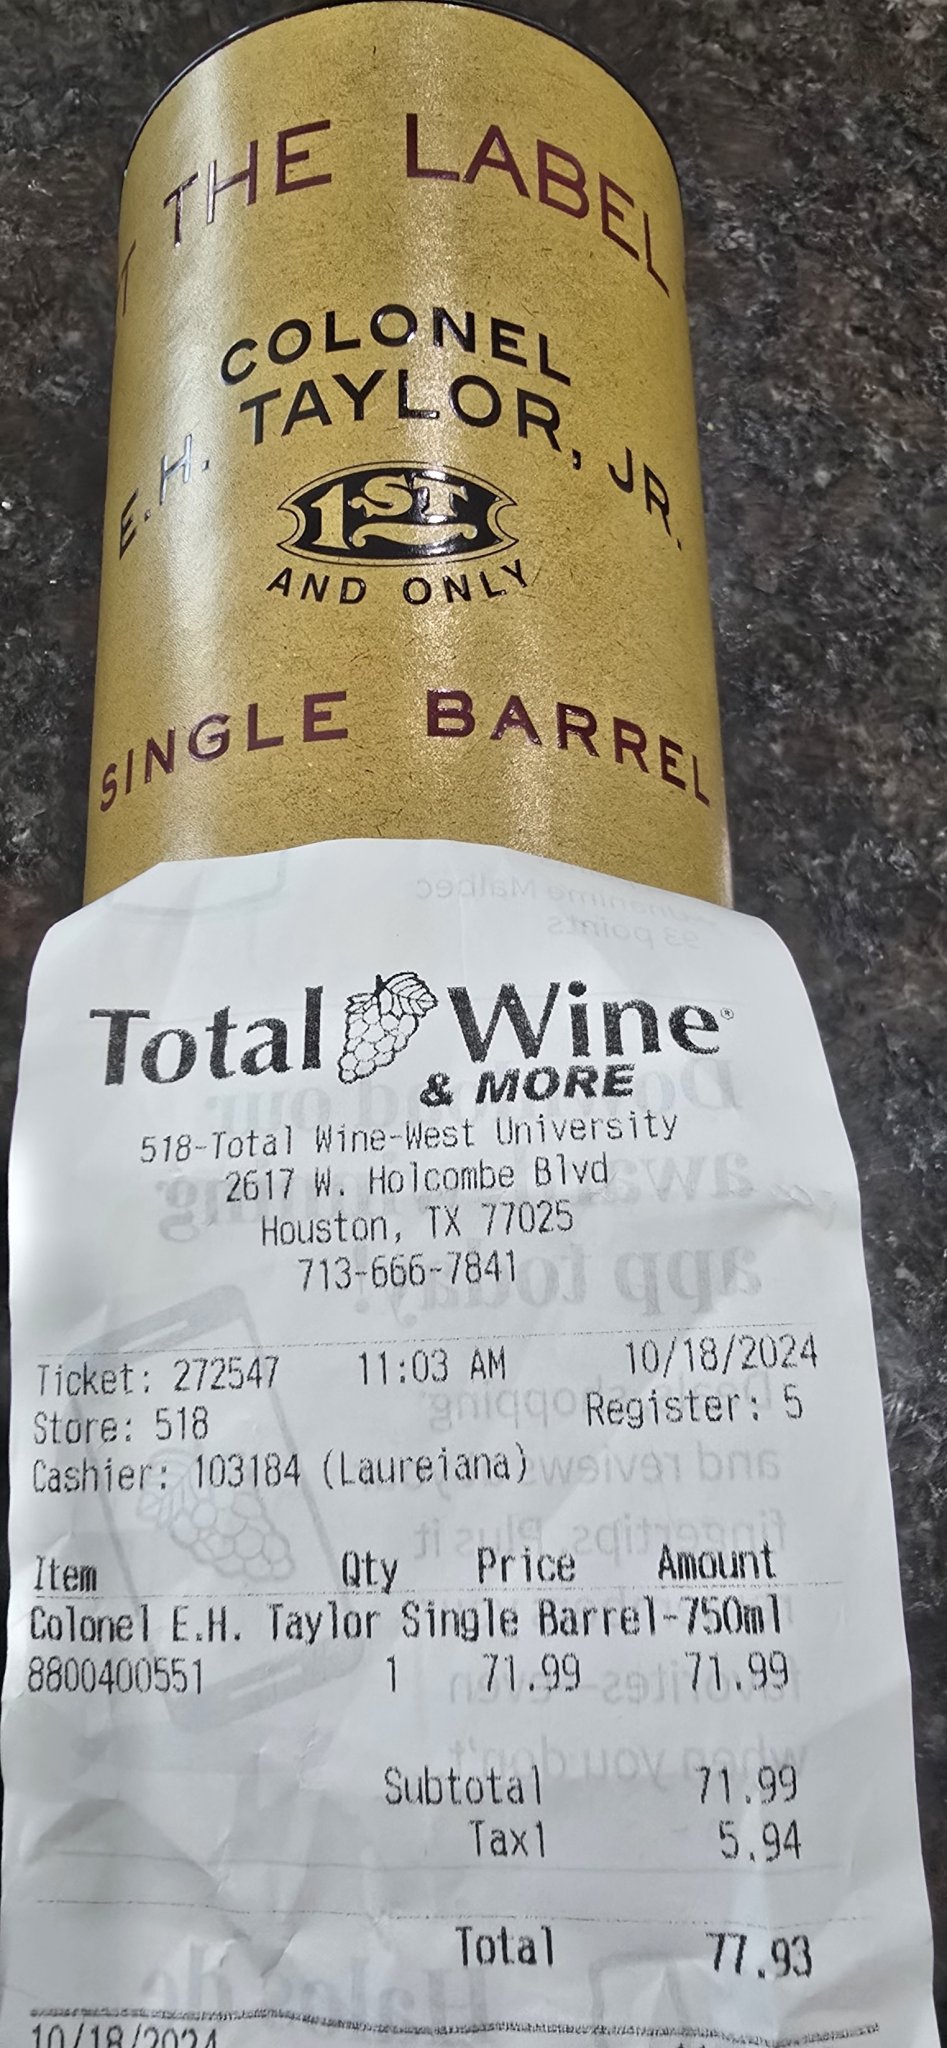 THE LABEL
COLONEL
E.H. TAYLOR, JR.
1ST
AND ONLY
SINGLE BARREL
Total Wine®
& MORE
518-Total Wine-West University
2617 W. Holcombe Blvd
Houston, TX 77025
713-666-7841
Ticket: 272547 11:03 AM 10/18/2024
Store: 518 Register: 5
Cashier: 103184 (Laureiana)
Item Qty Price Amount
Colonel E.H. Taylor Single Barrel-750ml
8800400551 1 71.99 71.99
Subtotal 71.99
Tax1 5.94
Total 77.93
10/18/2024